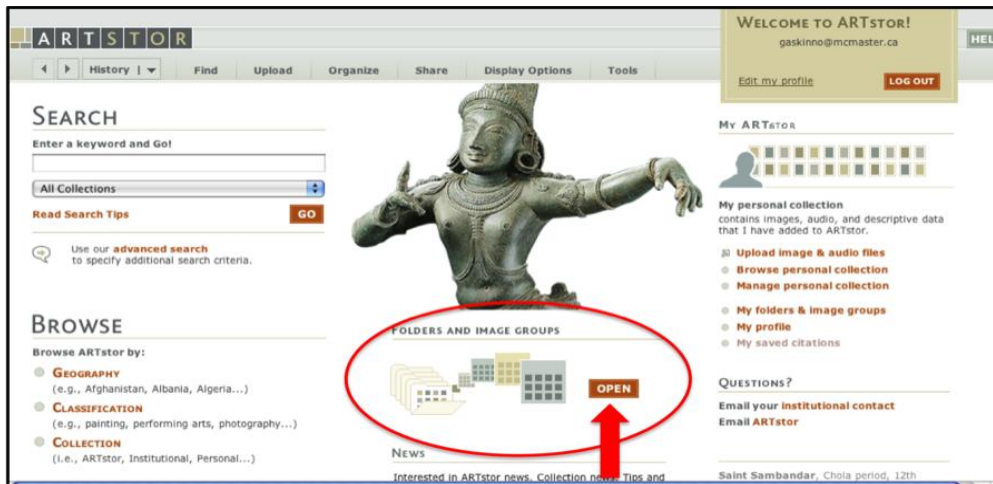 WELCOME TO ARTSTOR!
gaskinno@mcmaster.ca
HEL
Edit my profile
LOG OUT
ARTSTOR
History
Find
Upload
Organize
Share
Display Options
Tools
SEARCH
Enter a keyword and Go!
All Collections
Read Search Tips
GO
Use our advanced search
to specify additional search criteria.
BROWSE
Browse ARTstor by:
GEOGRAPHY
(e.g., Afghanistan, Albania, Algeria...)
CLASSIFICATION
(e.g., painting, performing arts, photography...)
COLLECTION
(i.e., ARTstor, Institutional, Personal...)
FOLDERS AND IMAGE GROUPS
OPEN
NEWS
Interested in ARTstor news, Collection news, Tips and
MY ARTSTOR
My personal collection
contains images, audio, and descriptive data
that I have added to ARTstor.
Upload image & audio files
Browse personal collection
Manage personal collection
My folders & image groups
My profile
My saved citations
QUESTIONS?
Email your institutional contact
Email ARTstor
Saint Sambandar, Chola period, 12th